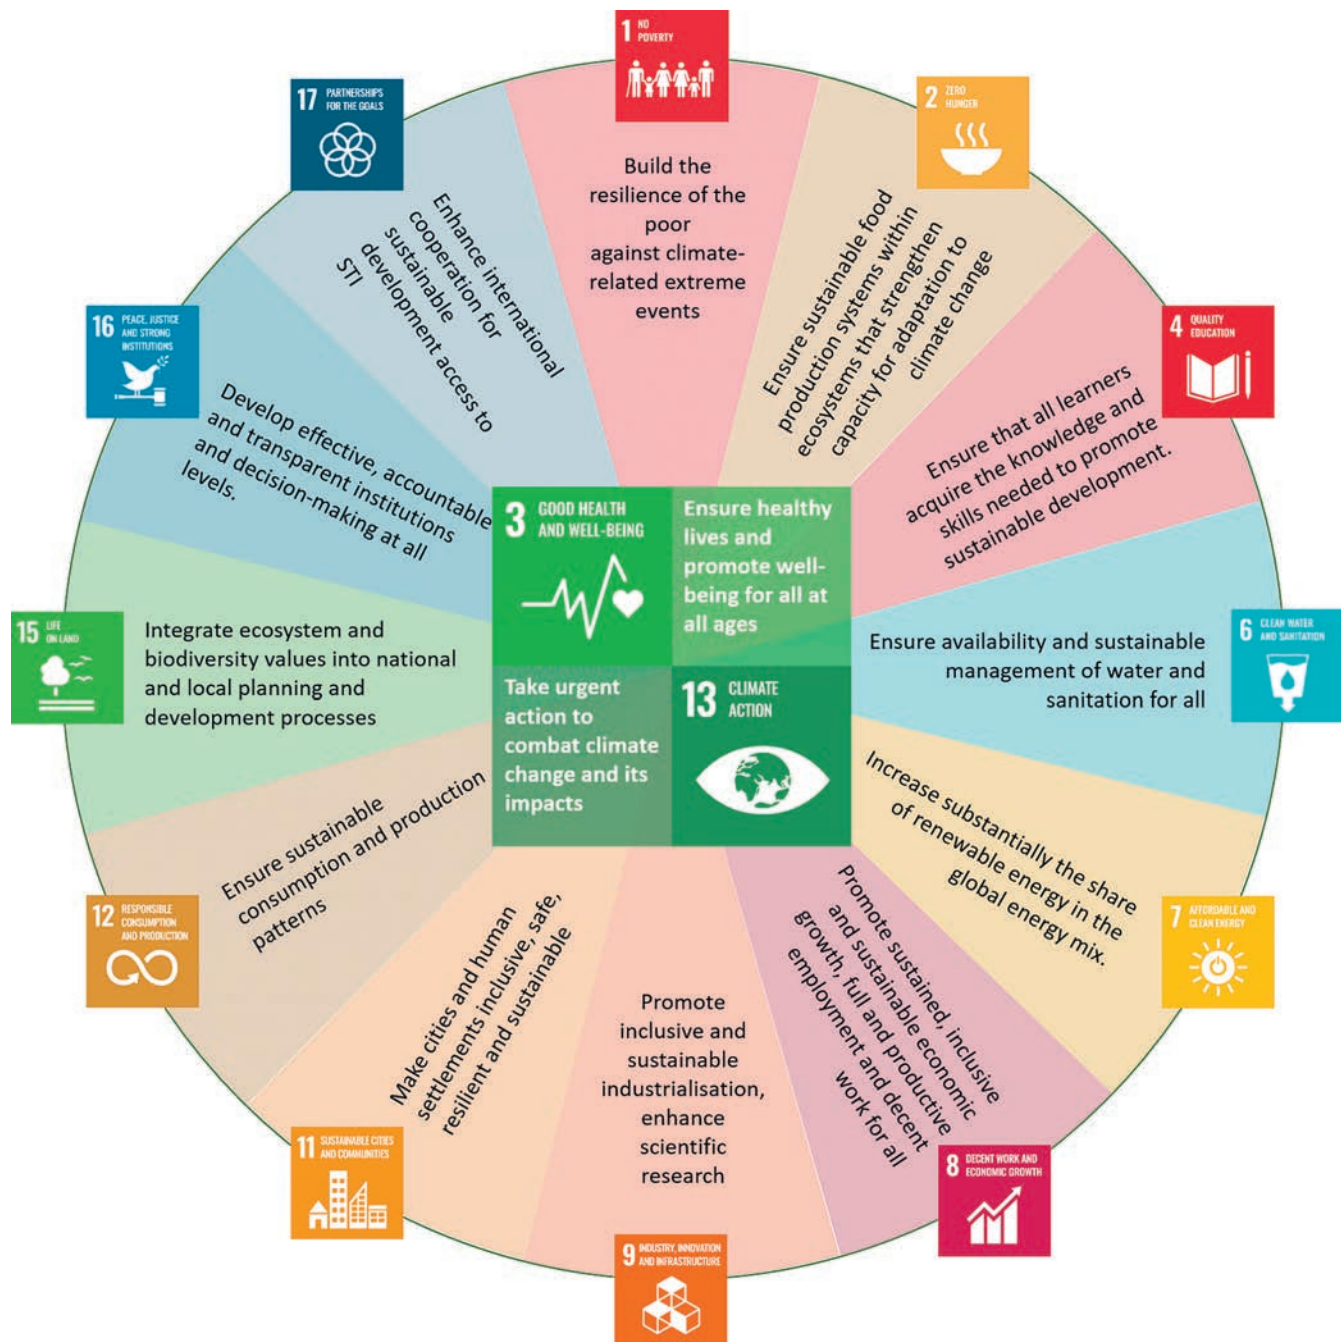 1 NO
POVERTY
Build the
resilience of the
poor
against climate-
related extreme
events
2 ZERO
HUNGER
Ensure sustainable food
production systems within
ecosystems that strengthen
capacity for adaptation to
climate change
4 QUALITY
EDUCATION
Ensure that all learners
acquire the knowledge and
skills needed to promote
sustainable development.
6 CLEAN WATER
AND SANITATION
Ensure availability and sustainable
management of water and
sanitation for all
7 AFFORDABLE AND
CLEAN ENERGY
Increase substantially the share
of renewable energy in the
global energy mix.
8 DECENT WORK AND
ECONOMIC GROWTH
Promote sustained, inclusive
and sustainable economic
growth, full and productive
employment and decent
work for all
9 INDUSTRY, INNOVATION
AND INFRASTRUCTURE
Promote
inclusive and
sustainable
industrialisation,
enhance
scientific
research
11 SUSTAINABLE CITIES
AND COMMUNITIES
Make cities and human
settlements inclusive, safe,
resilient and sustainable
12 RESPONSIBLE
CONSUMPTION
AND PRODUCTION
Ensure sustainable
consumption and production
patterns
15 LIFE
ON LAND
Integrate ecosystem and
biodiversity values into national
and local planning and
development processes
16 PEACE, JUSTICE
AND STRONG
INSTITUTIONS
Develop effective, accountable
and transparent institutions
and decision-making at all
levels.
17 PARTNERSHIPS
FOR THE GOALS
Enhance international
cooperation for
sustainable
development access to
STI
3 GOOD HEALTH
AND WELL-BEING
Ensure healthy
lives and
promote well-
being for all at
all ages
Take urgent
action to
combat climate
change and its
impacts
13 CLIMATE
ACTION